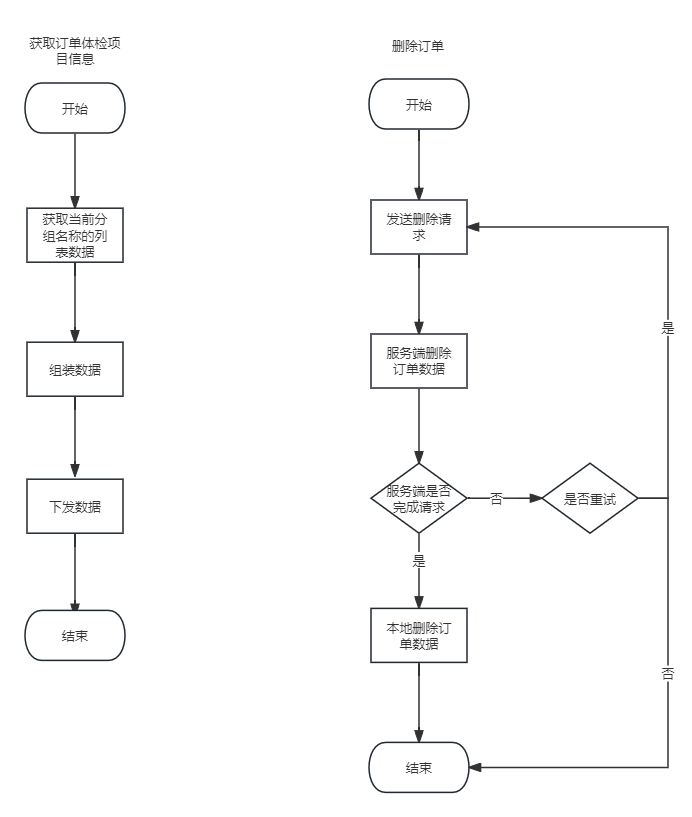 获取订单体检项
目信息
开始
获取当前分
组名称的列
表数据
组装数据
下发数据
结束
删除订单
开始
发送删除请
求
服务端删除
订单数据
服务端是否
完成请求
否
是否重试
是
否
是
本地删除订
单数据
结束